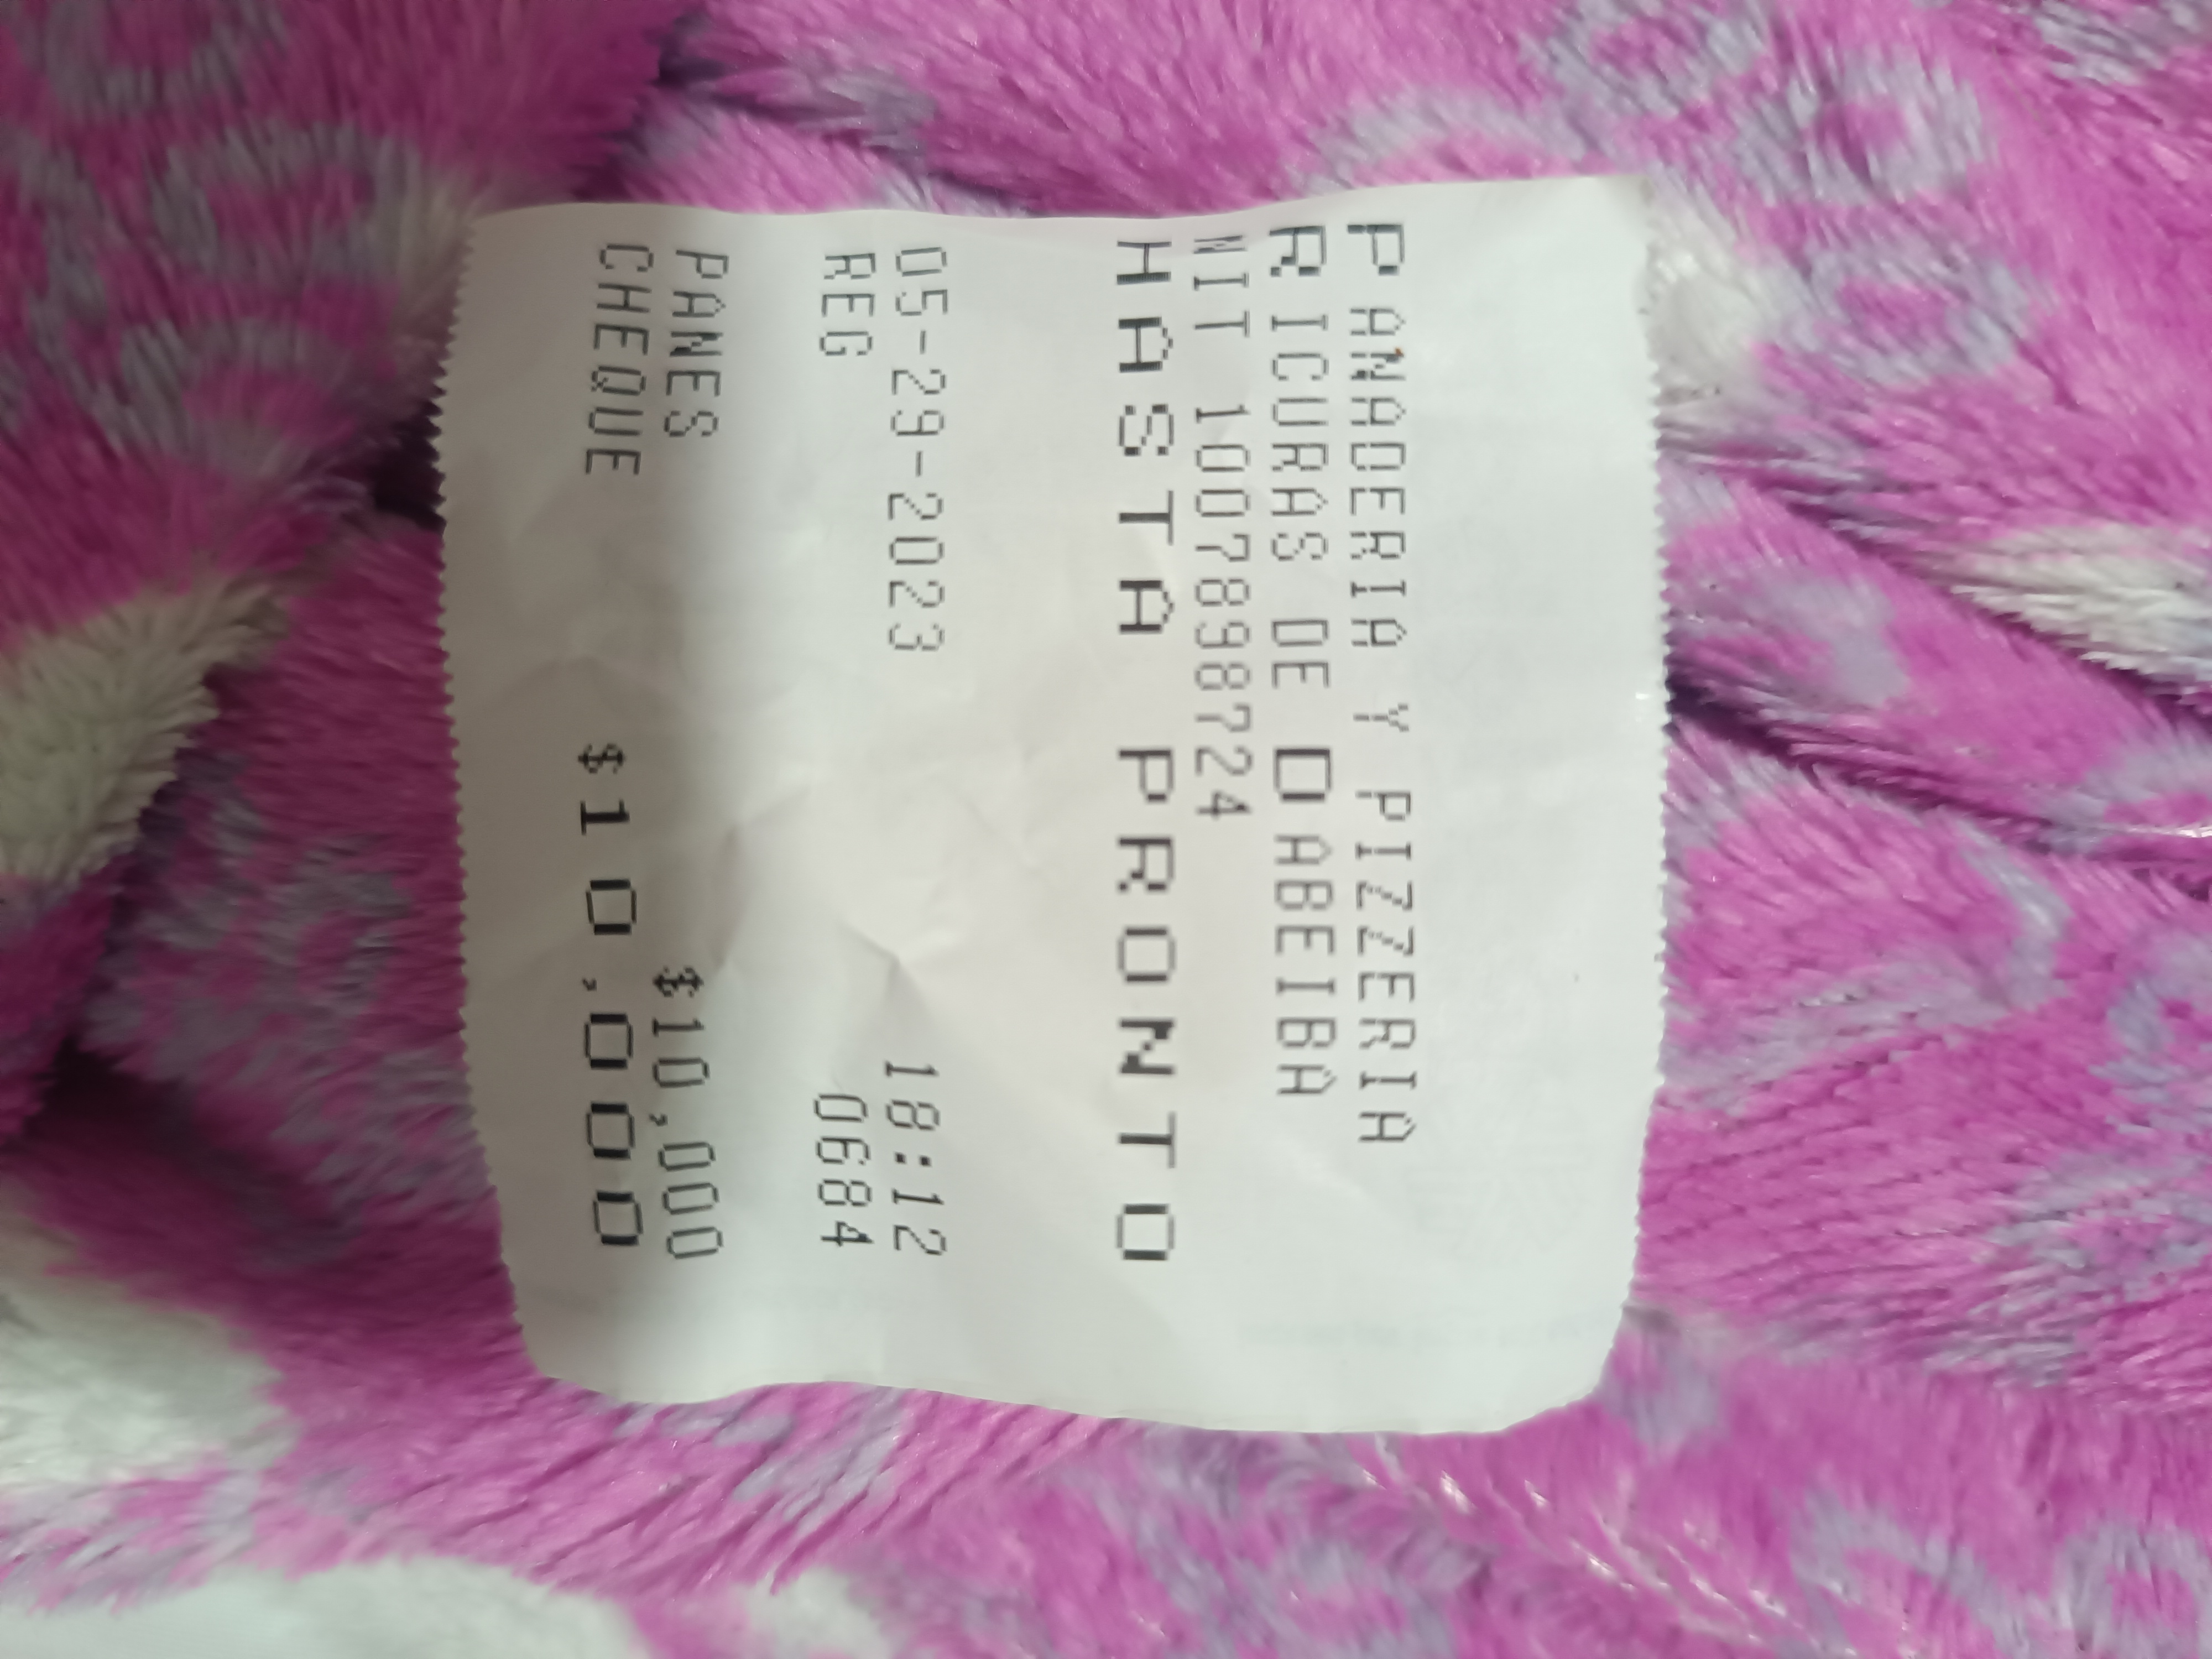 PANADERIA Y PIZZERIA
RICURAS DE DABEIBA
NIT 1007898724
HASTA PRONTO
05-29-2023 18:12
REG 0684
PANES $10,000
CHEQUE $10,000